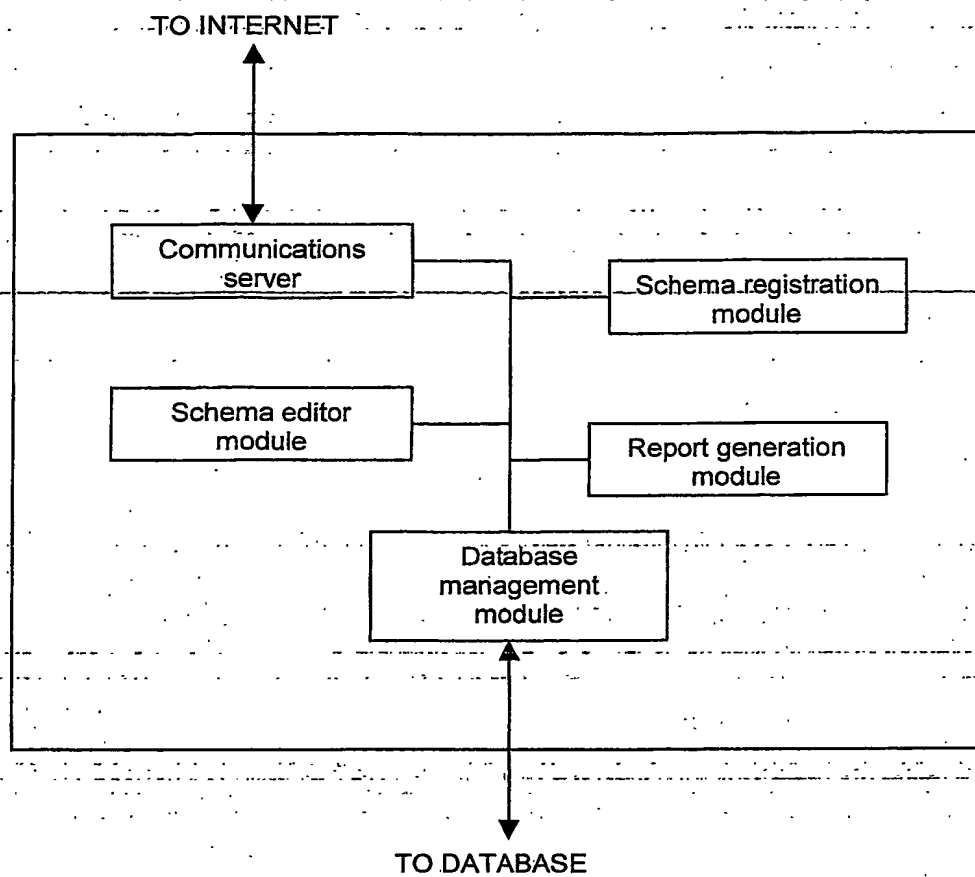 TO INTERNET
Communications
server
Schema registration
module
Schema editor
module
Report generation
module
Database
management
module
TO DATABASE